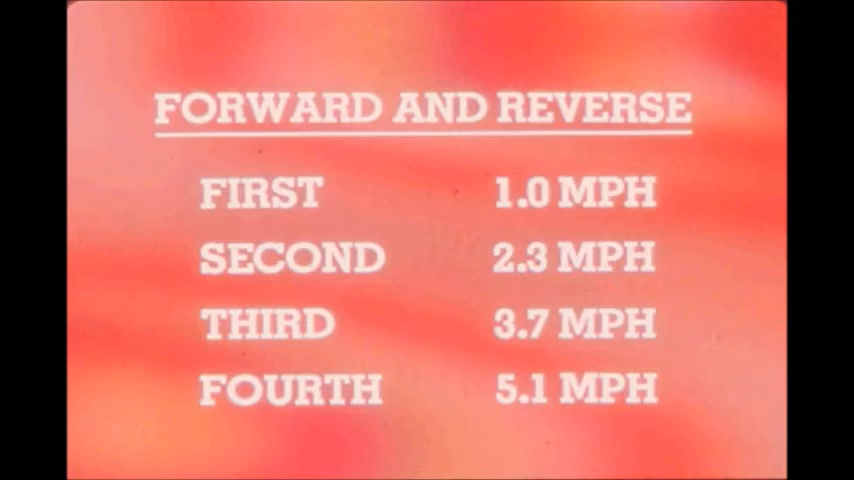 FORWARD AND REVERSE
FIRST 1.0 MPH
SECOND 2.3 MPH
THIRD 3.7 MPH
FOURTH 5.1 MPH